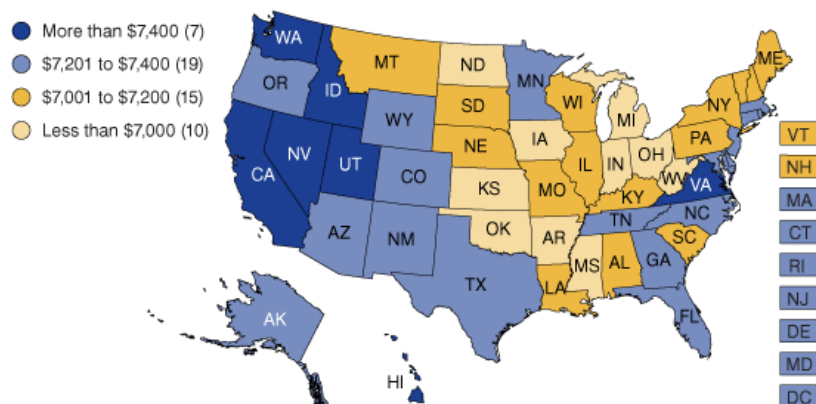 More than $7,400 (7)
$7,201 to $7,400 (19)
$7,001 to $7,200 (15)
Less than $7,000 (10)
WA
OR
ID
MT
ND
MN
WY
SD
WI
MI
NY
ME
NV
UT
CA
CO
NE
IA
IL
IN
OH
PA
WV
VA
KS
MO
KY
AZ
NM
OK
AR
TN
NC
SC
TX
LA
MS
AL
GA
FL
AK
HI
VT
NH
MA
CT
RI
NJ
DE
MD
DC